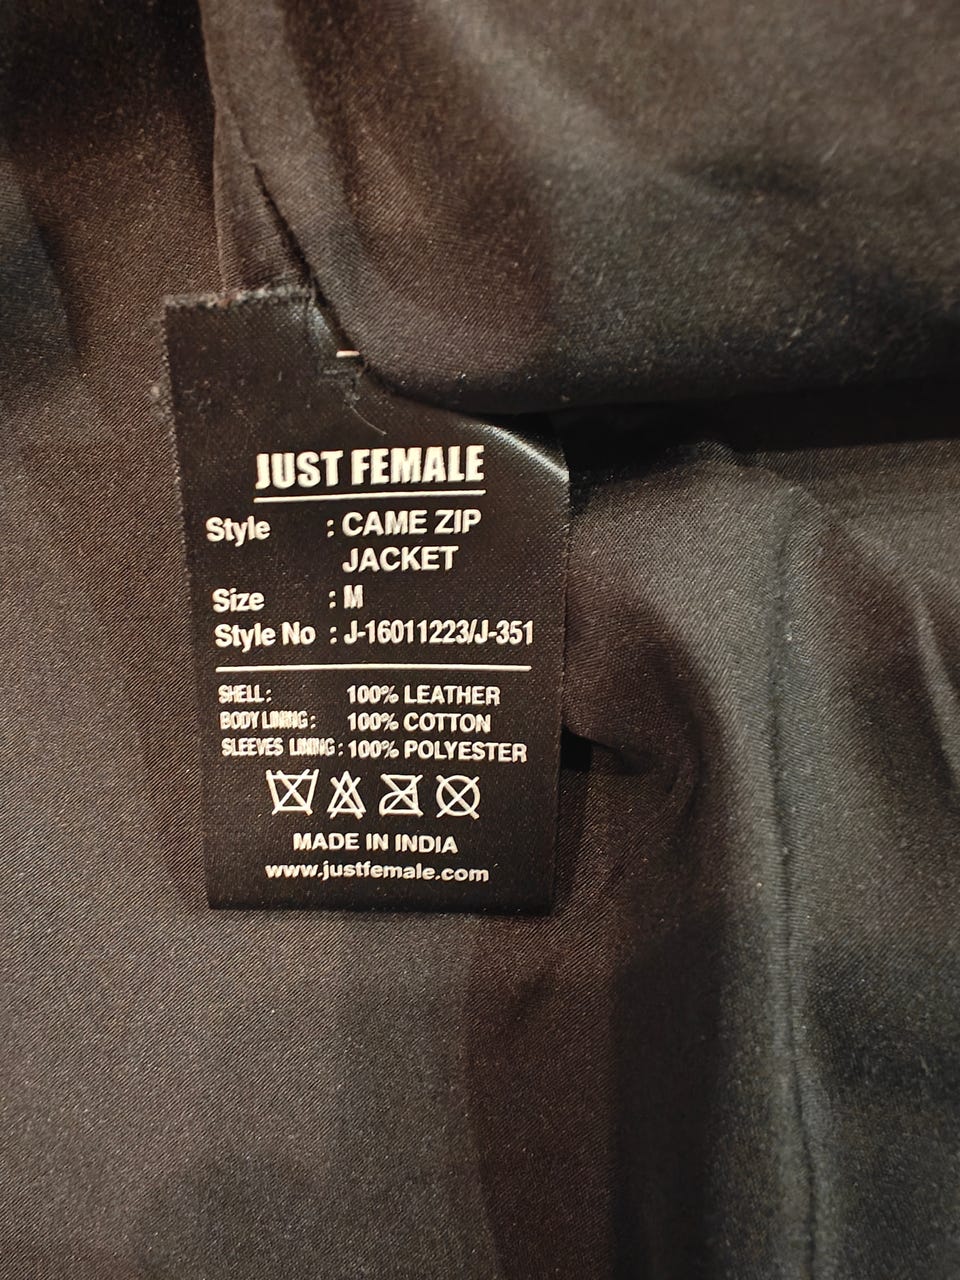 JUST FEMALE
Style : CAME ZIP
JACKET
Size : M
Style No : J-16011223/J-351
SHELL : 100% LEATHER
BODY LINING : 100% COTTON
SLEEVES LINING : 100% POLYESTER
MADE IN INDIA
www.justfemale.com